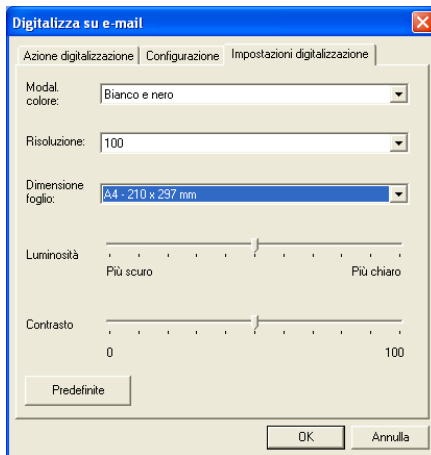 Digitalizza su e-mail
Azione digitalizzazione Configurazione Impostazioni digitalizzazione
Modal.
colore:
Bianco e nero
Risoluzione:
100
Dimensione
foglio:
A4 - 210 x 297 mm
Luminosità
Più scuro Più chiaro
Contrasto
0 100
Predefinite
OK Annulla